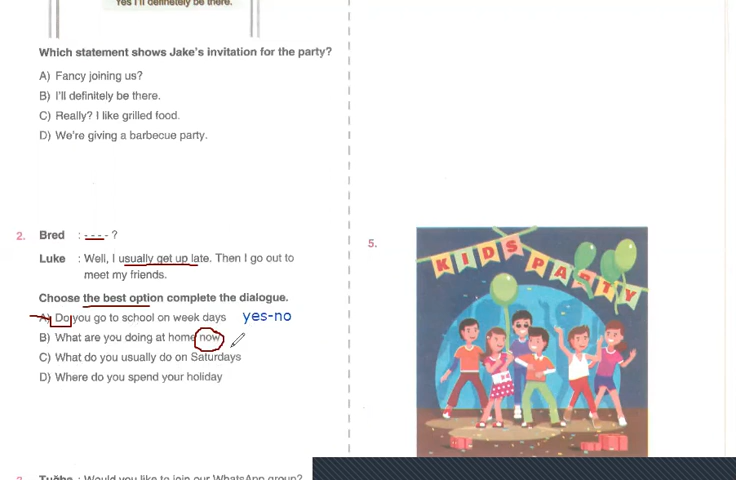 Yes I'll definetely be there.
Which statement shows Jake's invitation for the party?
A) Fancy joining us?
B) I'll definitely be there.
C) Really? I like grilled food.
D) We're giving a barbecue party.
2. Bred : - - - - ?
Luke : Well, I usually get up late. Then I go out to
meet my friends.
Choose the best option complete the dialogue.
A) Do you go to school on week days yes-no
B) What are you doing at home now
C) What do you usually do on Saturdays
D) Where do you spend your holiday
3. Tuğba : Would you like to join our WhatsApp group?
5.
KIDS PARTY